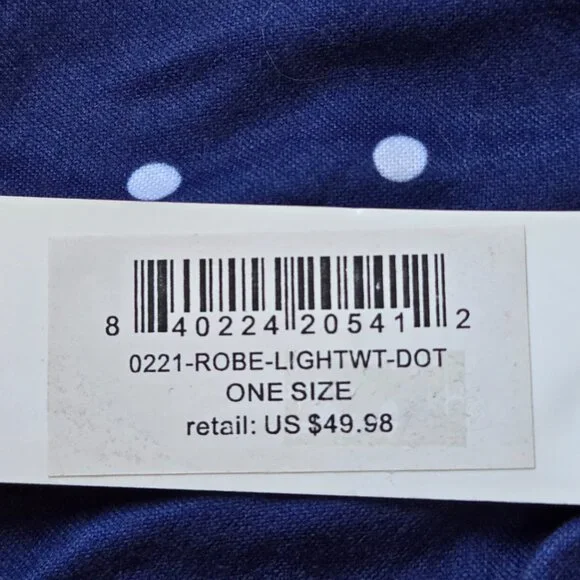 8 40224 20541 2
0221-ROBE-LIGHTWT-DOT
ONE SIZE
retail: US $49.98